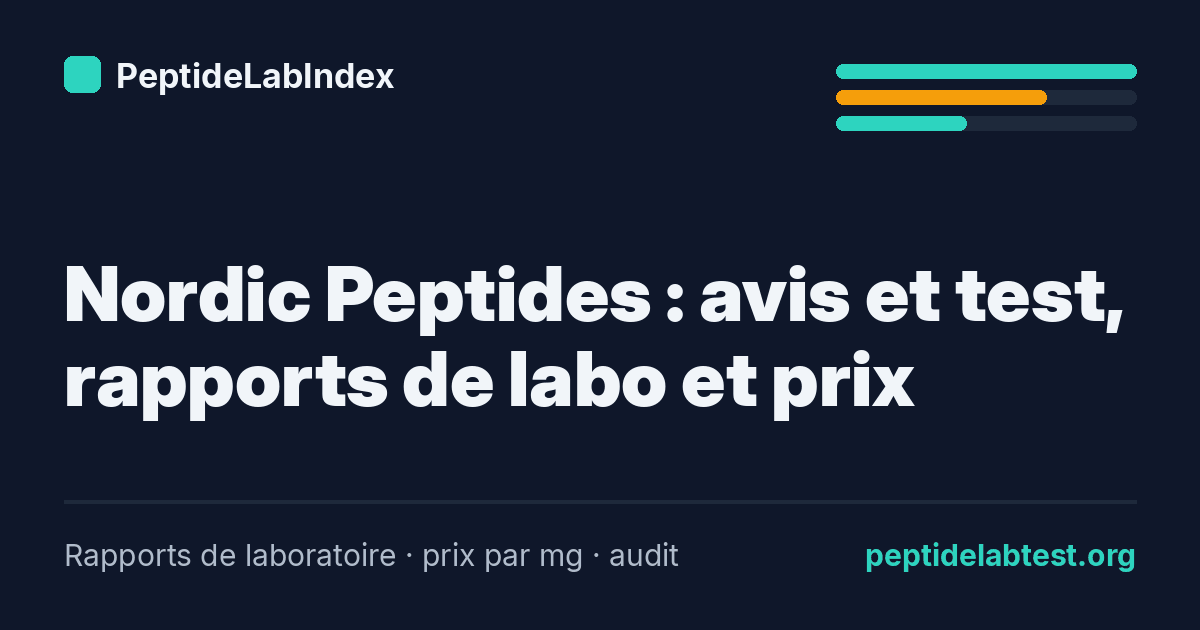 PeptideLabIndex
Nordic Peptides : avis et test,
rapports de labo et prix
Rapports de laboratoire · prix par mg · audit
peptidelabtest.org